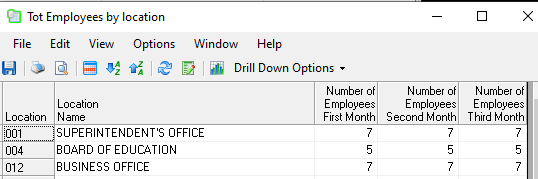 Tot Employees by location
File Edit View Options Window Help
Drill Down Options
Location Location Name Number of Employees First Month Number of Employees Second Month Number of Employees Third Month
001 SUPERINTENDENT'S OFFICE 7 7 7
004 BOARD OF EDUCATION 5 5 5
012 BUSINESS OFFICE 7 7 7